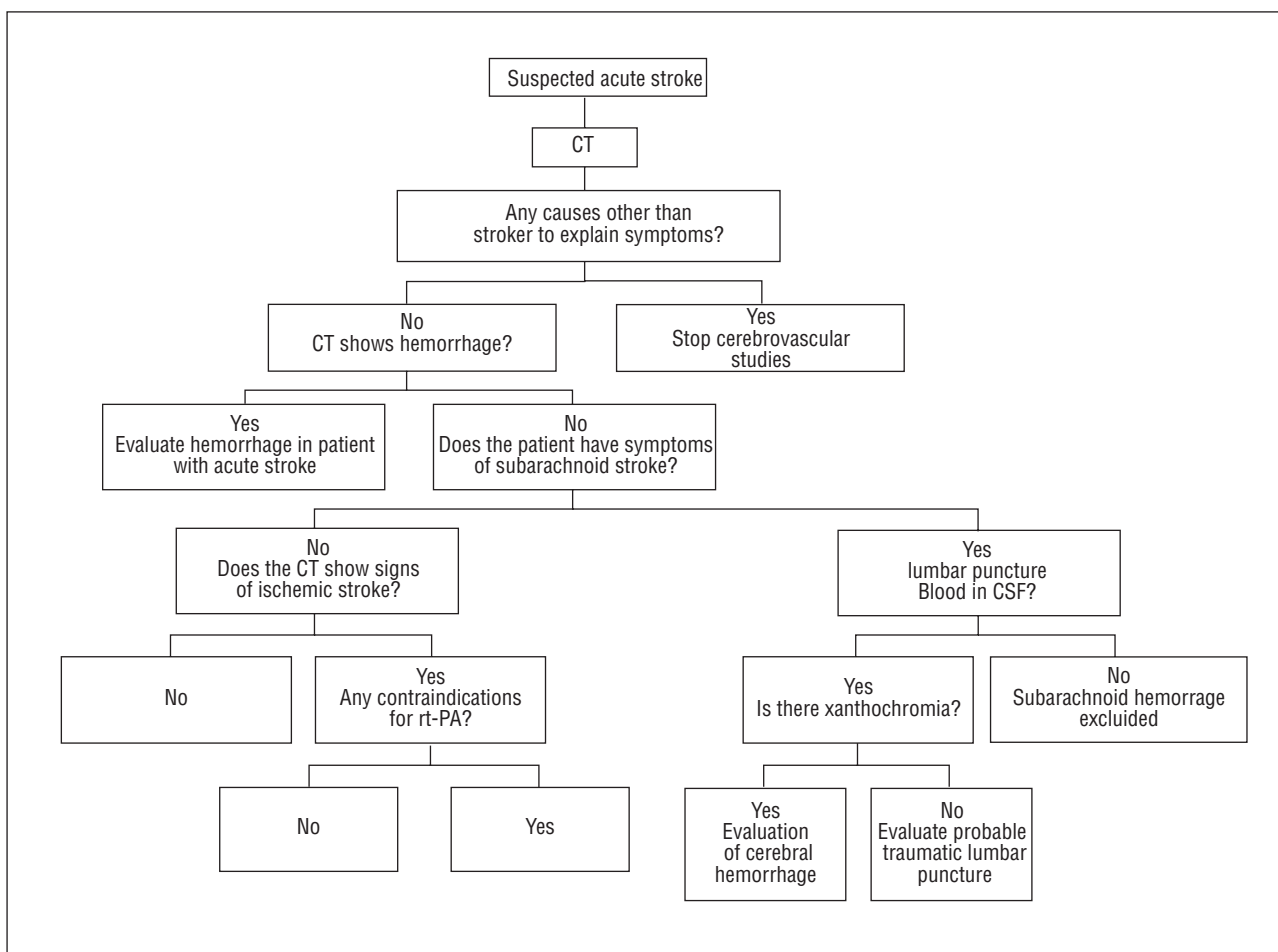 Suspected acute stroke
CT
Any causes other than
stroker to explain symptoms?
No
CT shows hemorrhage?
Yes
Stop cerebrovascular
studies
Yes
Evaluate hemorrhage in patient
with acute stroke
No
Does the patient have symptoms
of subarachnoid stroke?
No
Does the CT show signs
of ischemic stroke?
Yes
lumbar puncture
Blood in CSF?
No
Yes
Any contraindications
for rt-PA?
Yes
Is there xanthochromia?
No
Subarachnoid hemorrage
excluided
No
Yes
Yes
Evaluation
of cerebral
hemorrhage
No
Evaluate probable
traumatic lumbar
puncture